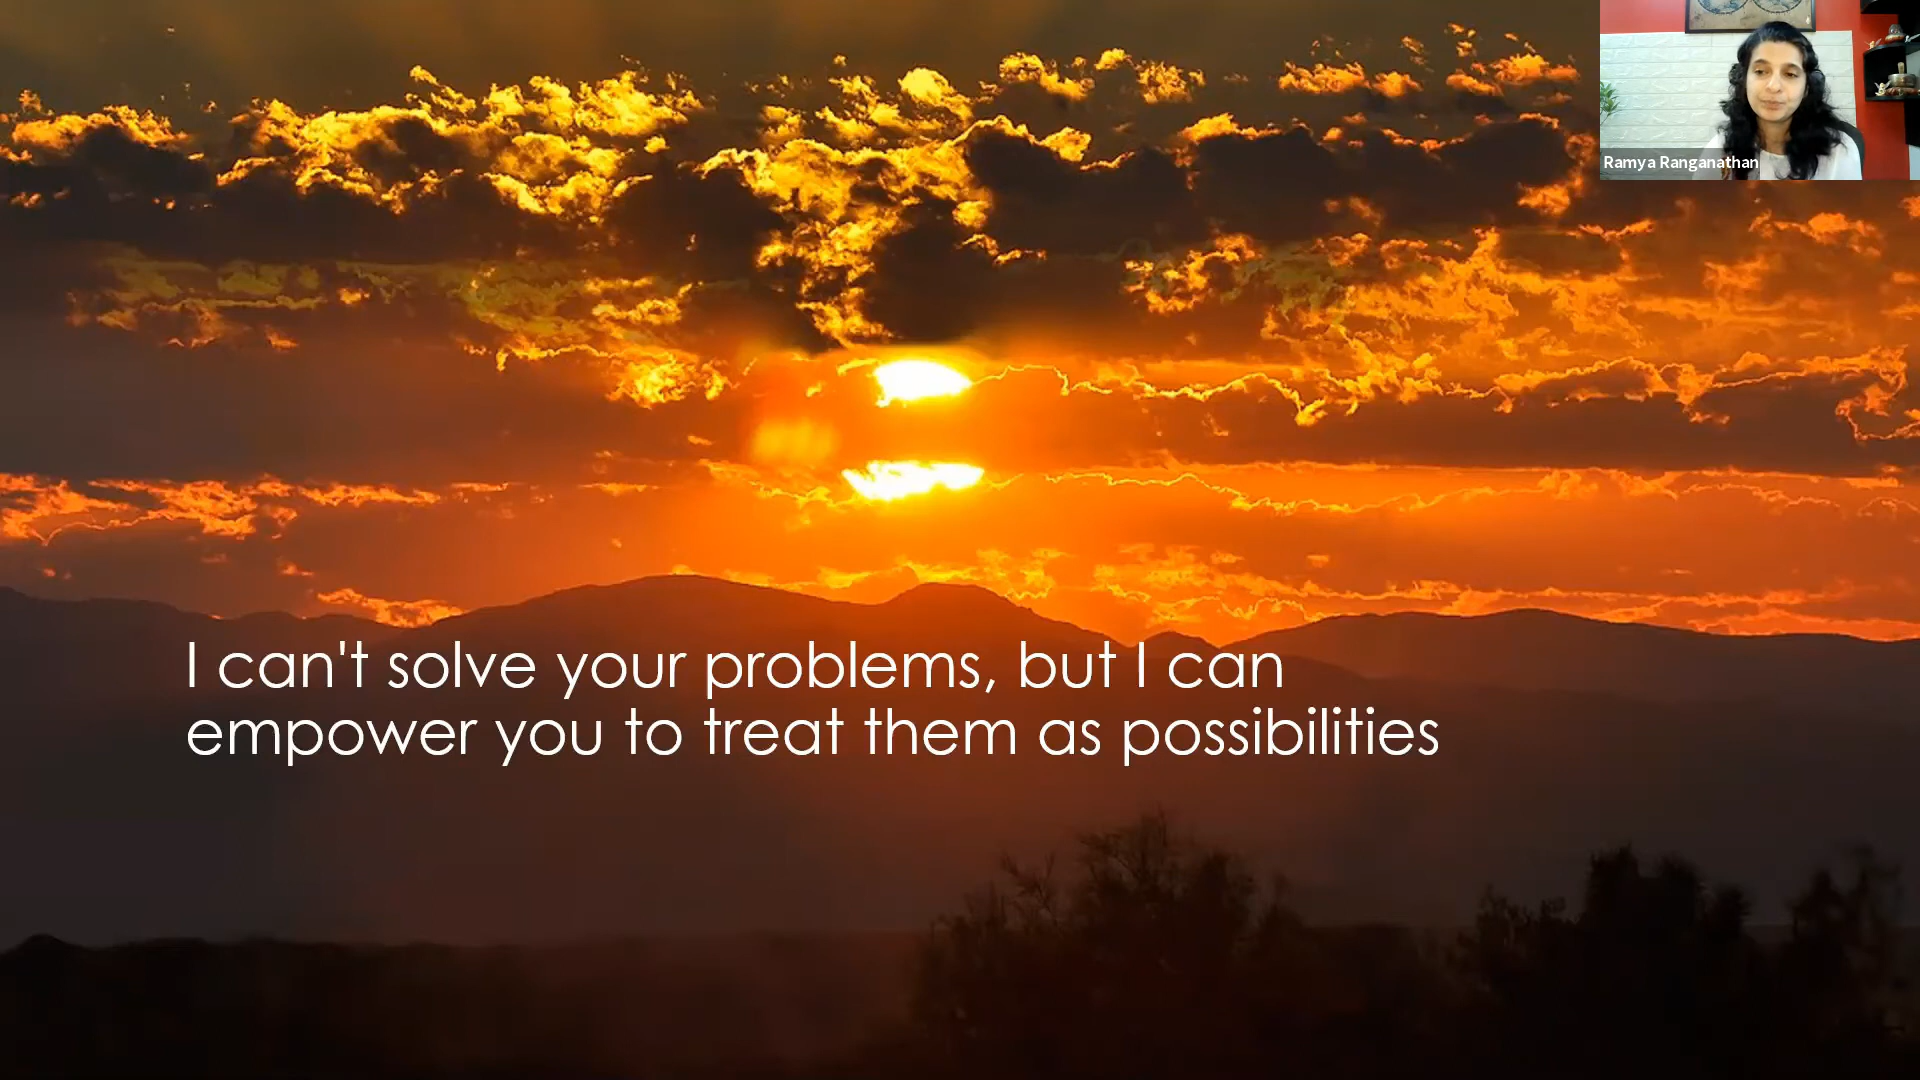 Ramya Ranganathan
I can't solve your problems, but I can
empower you to treat them as possibilities